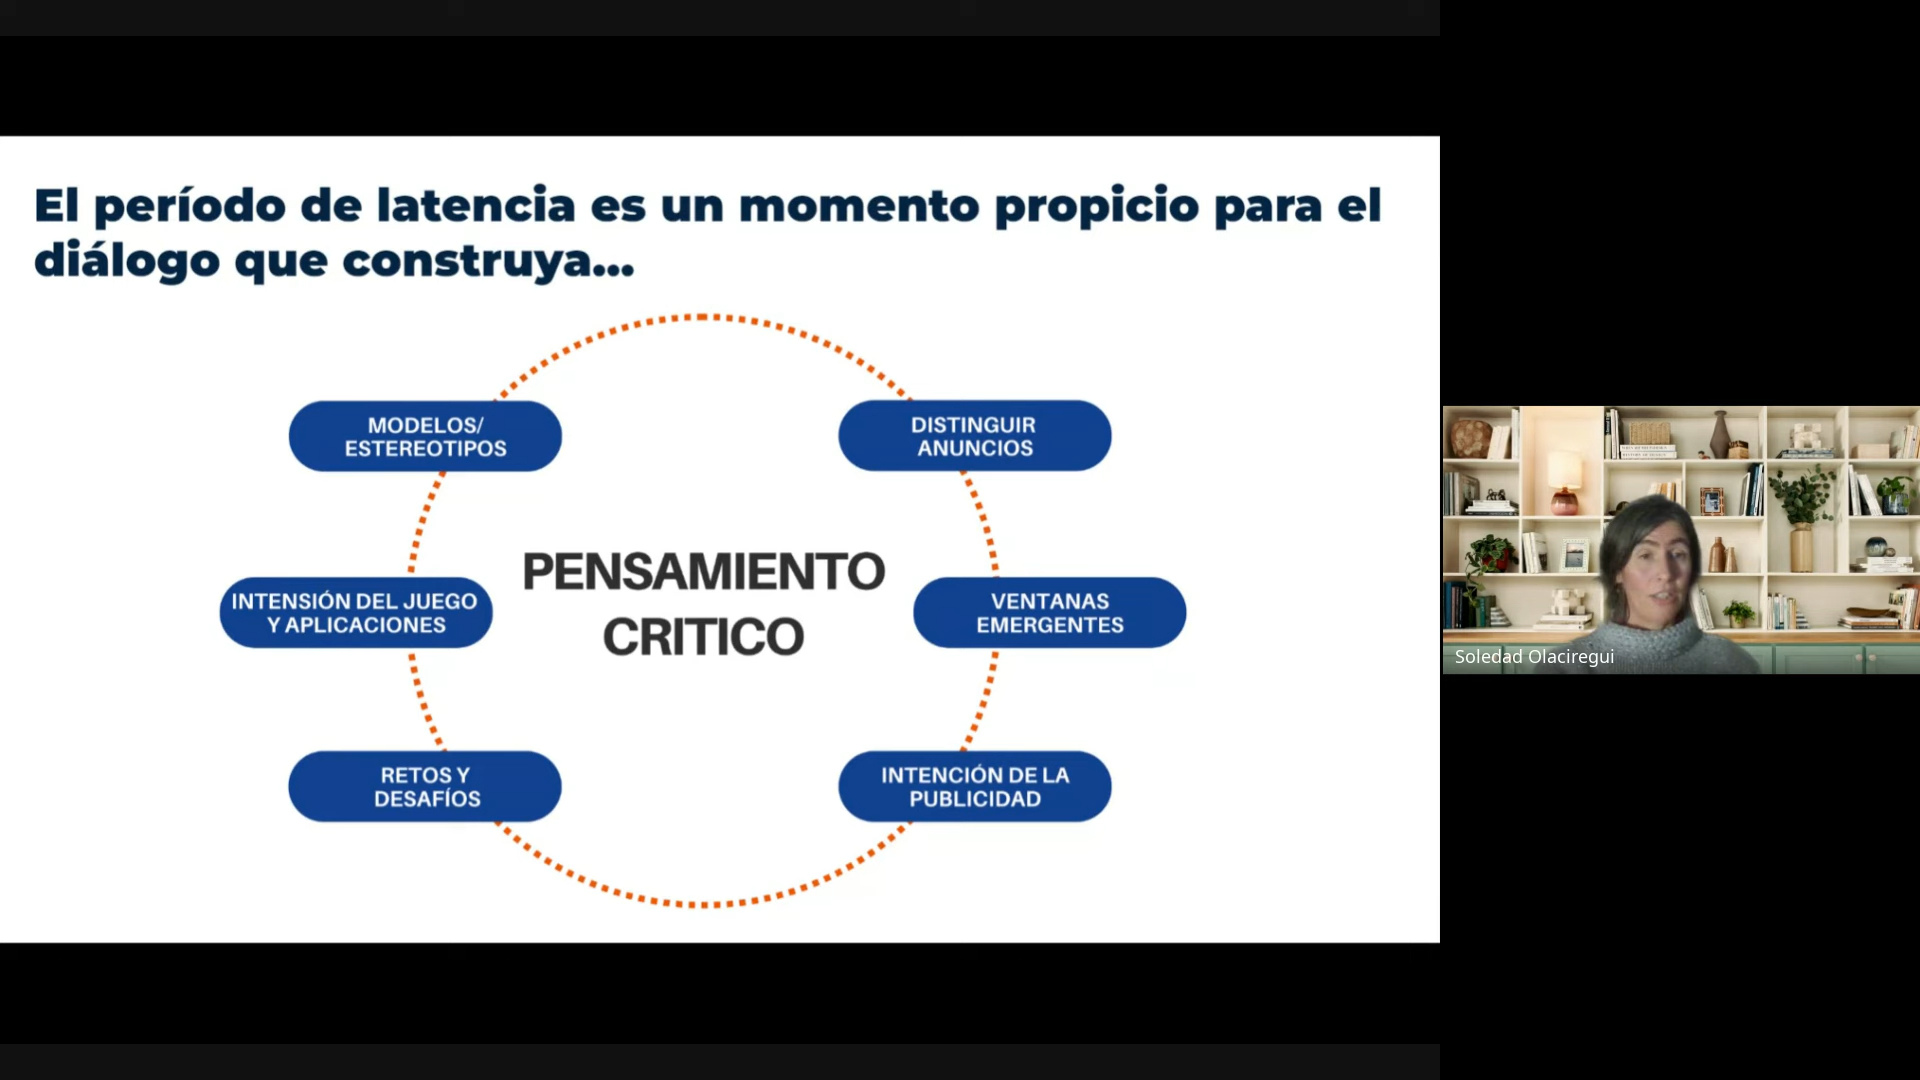 El período de latencia es un momento propicio para el
diálogo que construya...
MODELOS/
ESTEREOTIPOS
DISTINGUIR
ANUNCIOS
INTENSIÓN DEL JUEGO
Y APLICACIONES
PENSAMIENTO
CRITICO
VENTANAS
EMERGENTES
RETOS Y
DESAFÍOS
INTENCIÓN DE LA
PUBLICIDAD
Soledad Olaciregui